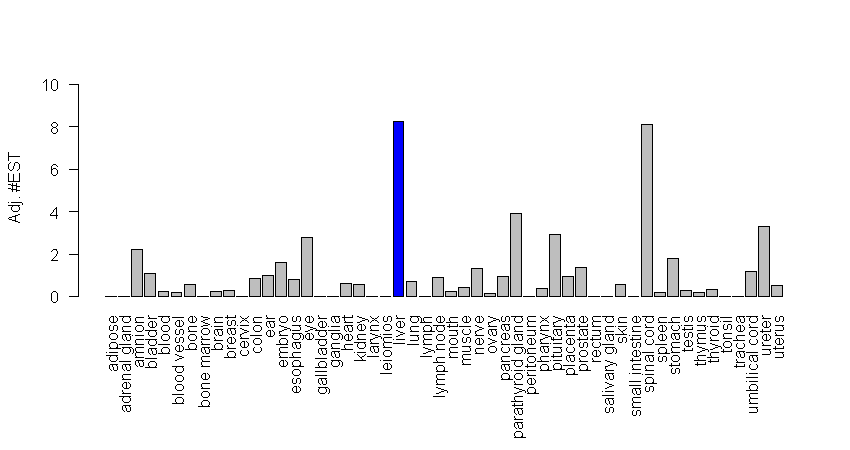 Adj. #EST
10
8
6
4
2
0
adipose
adrenal gland
amnion
bladder
blood
blood vessel
bone
bone marrow
brain
breast
cervix
colon
ear
embryo
esophagus
eye
gallbladder
ganglia
heart
kidney
larynx
leiomios
liver
lung
lymph
lymph node
mouth
muscle
nerve
ovary
pancreas
parathyroid gland
peritoneum
pharynx
pituitary
placenta
prostate
rectum
salivary gland
skin
small intestine
spinal cord
spleen
stomach
testis
thymus
thyroid
tonsil
trachea
umbilical cord
ureter
uterus